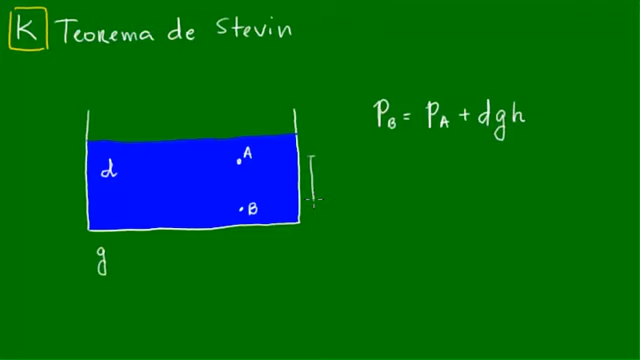 K Teorema de Stevin
P_B = P_A + dgh
A
d
B
g